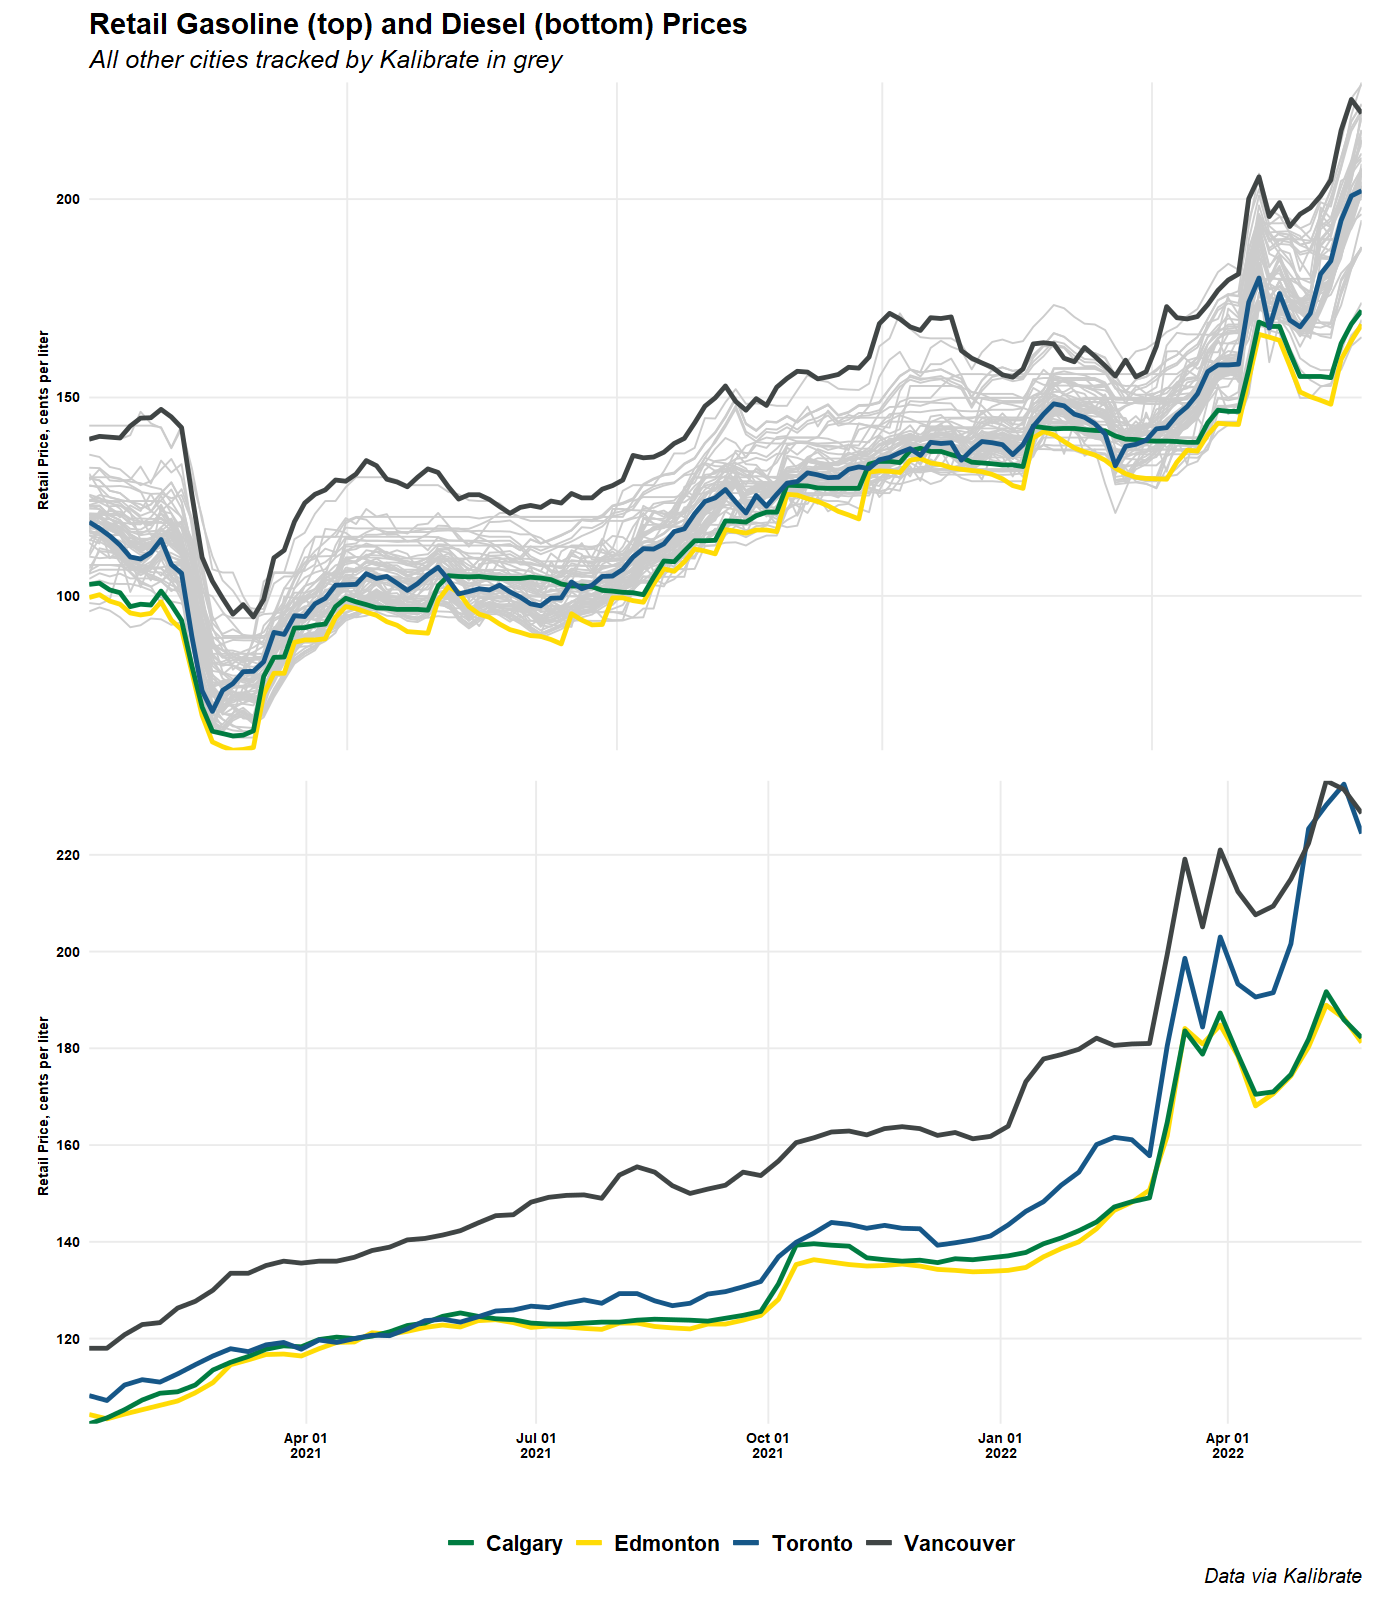 Retail Gasoline (top) and Diesel (bottom) Prices
All other cities tracked by Kalibrate in grey
Retail Price, cents per liter
200
150
100
Retail Price, cents per liter
220
200
180
160
140
120
Apr 01
2021
Jul 01
2021
Oct 01
2021
Jan 01
2022
Apr 01
2022
Calgary Edmonton Toronto Vancouver
Data via Kalibrate